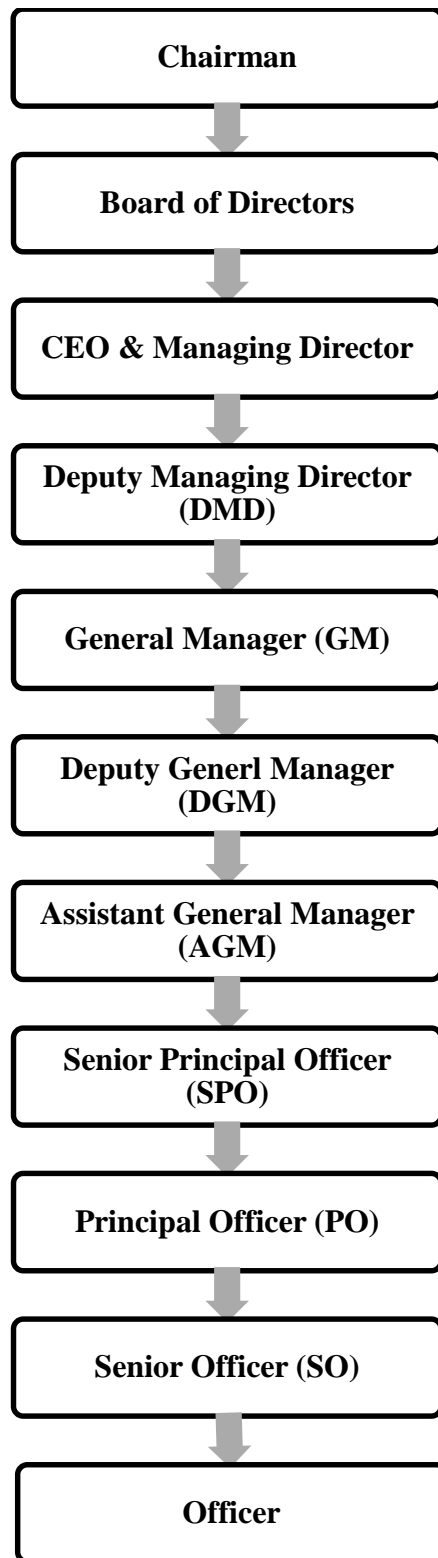 Chairman
Board of Directors
CEO & Managing Director
Deputy Managing Director
(DMD)
General Manager (GM)
Deputy Generl Manager
(DGM)
Assistant General Manager
(AGM)
Senior Principal Officer
(SPO)
Principal Officer (PO)
Senior Officer (SO)
Officer